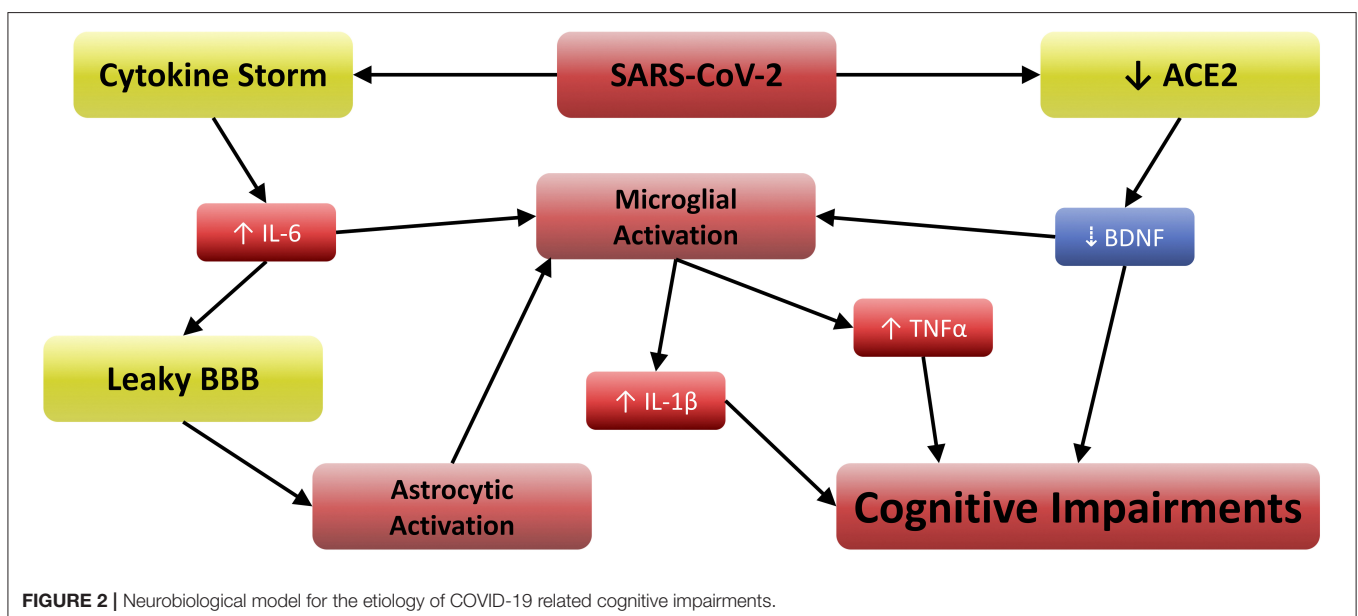 Cytokine Storm
SARS-CoV-2
↓ ACE2
Microglial
Activation
↑ IL-6
⇣ BDNF
↑ TNFα
Leaky BBB
↑ IL-1β
Astrocytic
Activation
Cognitive Impairments
FIGURE 2 | Neurobiological model for the etiology of COVID-19 related cognitive impairments.